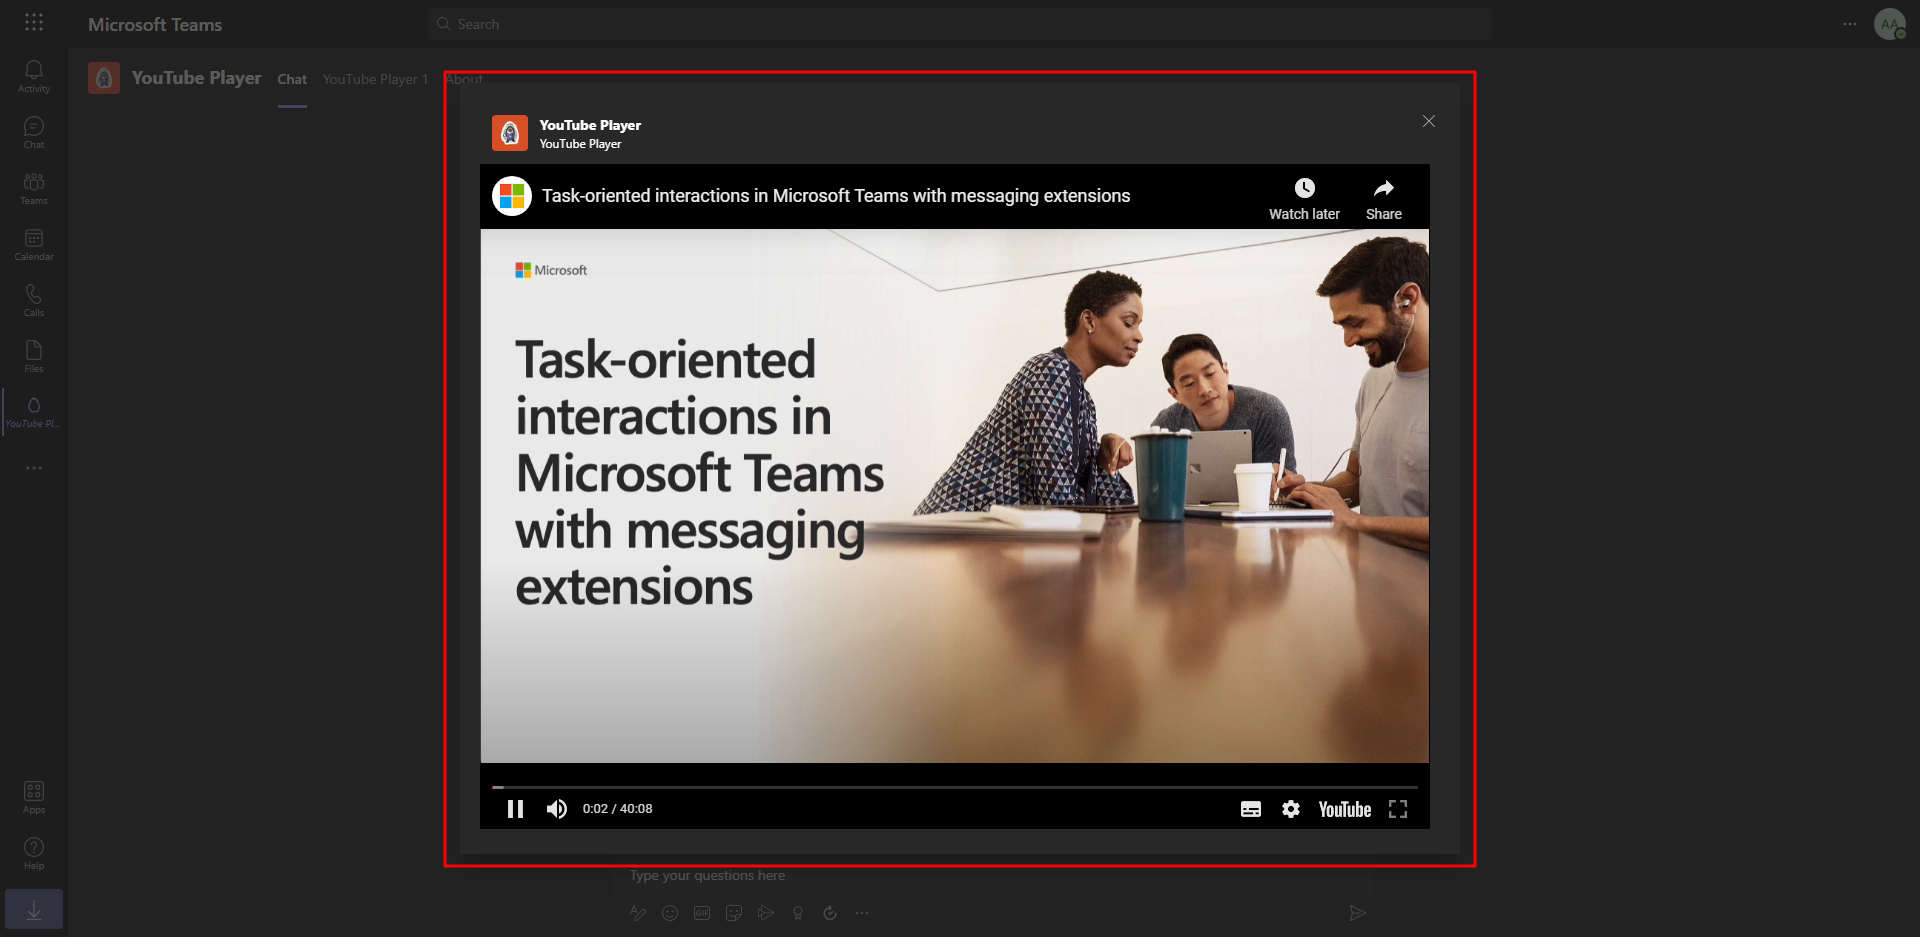 Microsoft Teams
Search
AA
Activity
Chat
Teams
Calendar
Calls
Files
YouTube Pl...
Apps
Help
YouTube Player
Chat
YouTube Player 1
About
YouTube Player
YouTube Player
Task-oriented interactions in Microsoft Teams with messaging extensions
Watch later
Share
Microsoft
Task-oriented
interactions in
Microsoft Teams
with messaging
extensions
0:02 / 40:08
YouTube
Type your questions here
GIF